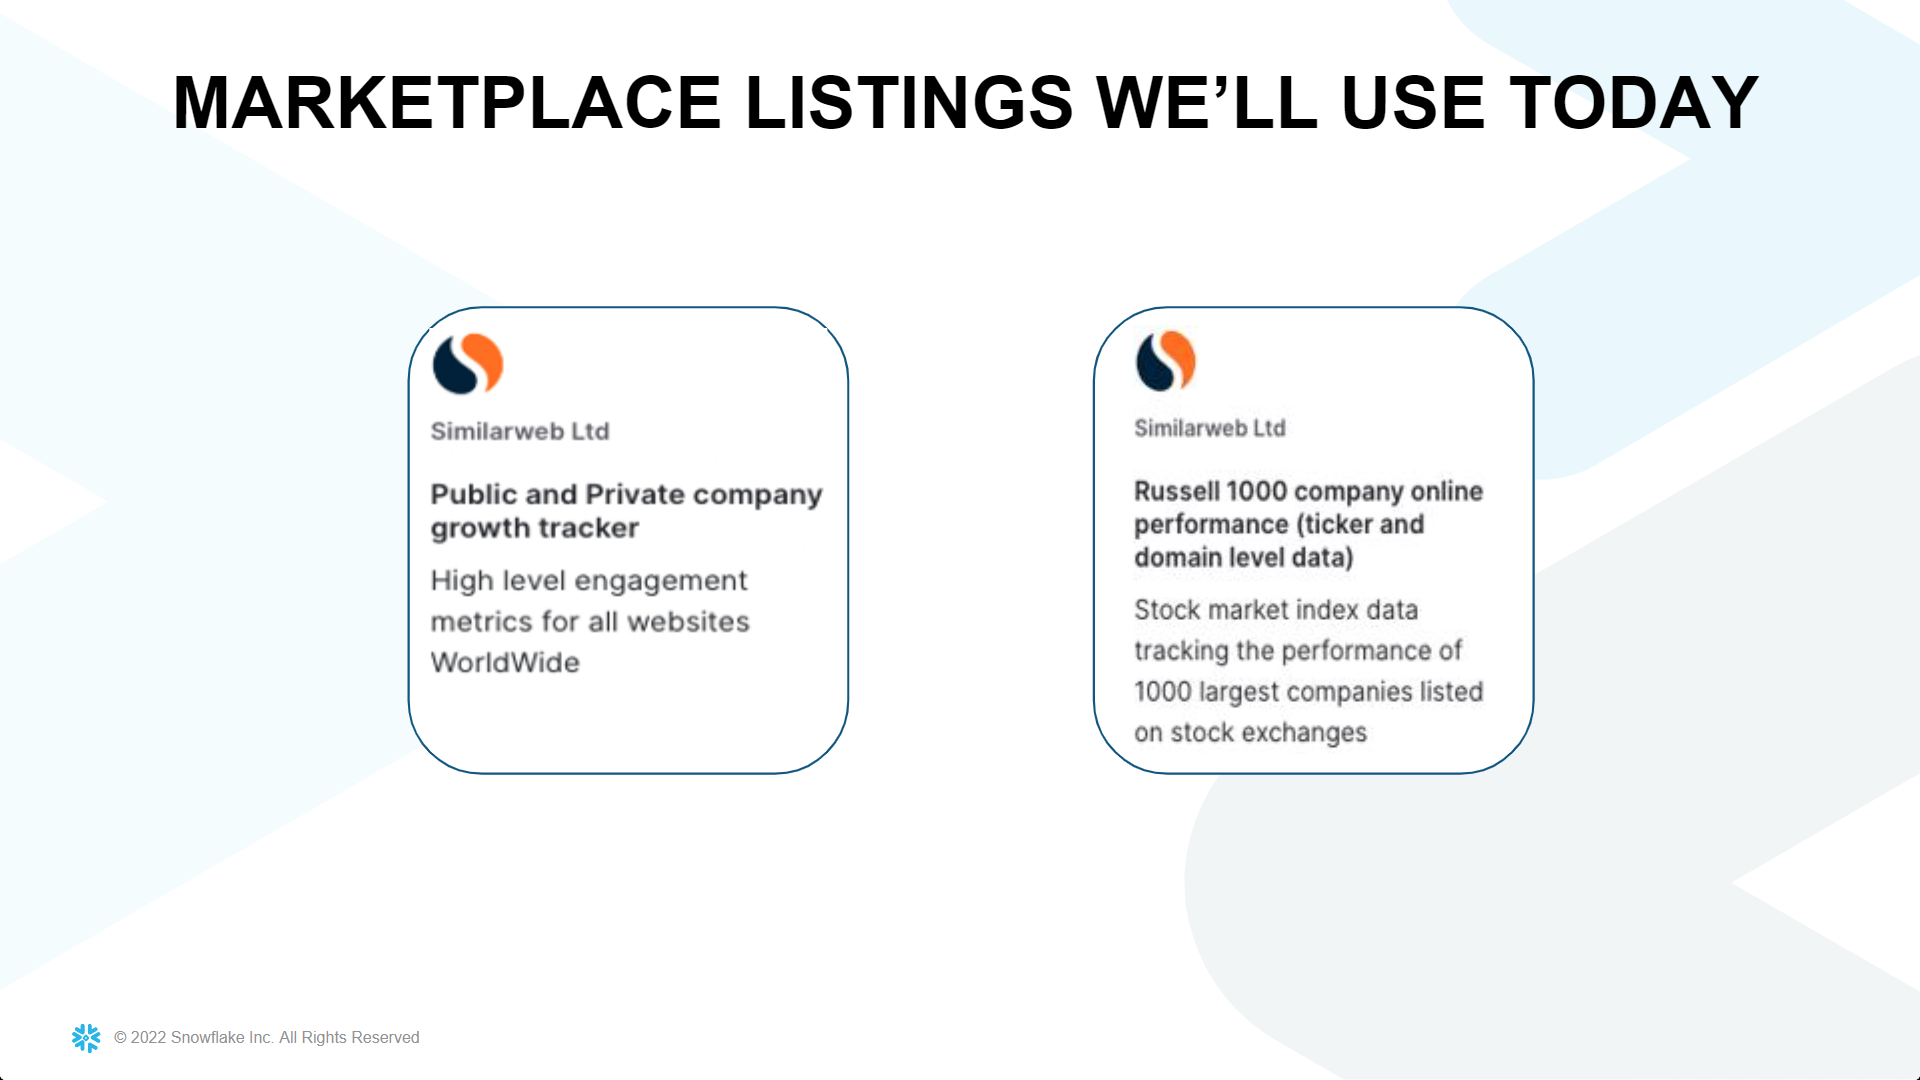 MARKETPLACE LISTINGS WE’LL USE TODAY
Similarweb Ltd
Public and Private company
growth tracker
High level engagement
metrics for all websites
WorldWide
Similarweb Ltd
Russell 1000 company online
performance (ticker and
domain level data)
Stock market index data
tracking the performance of
1000 largest companies listed
on stock exchanges
© 2022 Snowflake Inc. All Rights Reserved